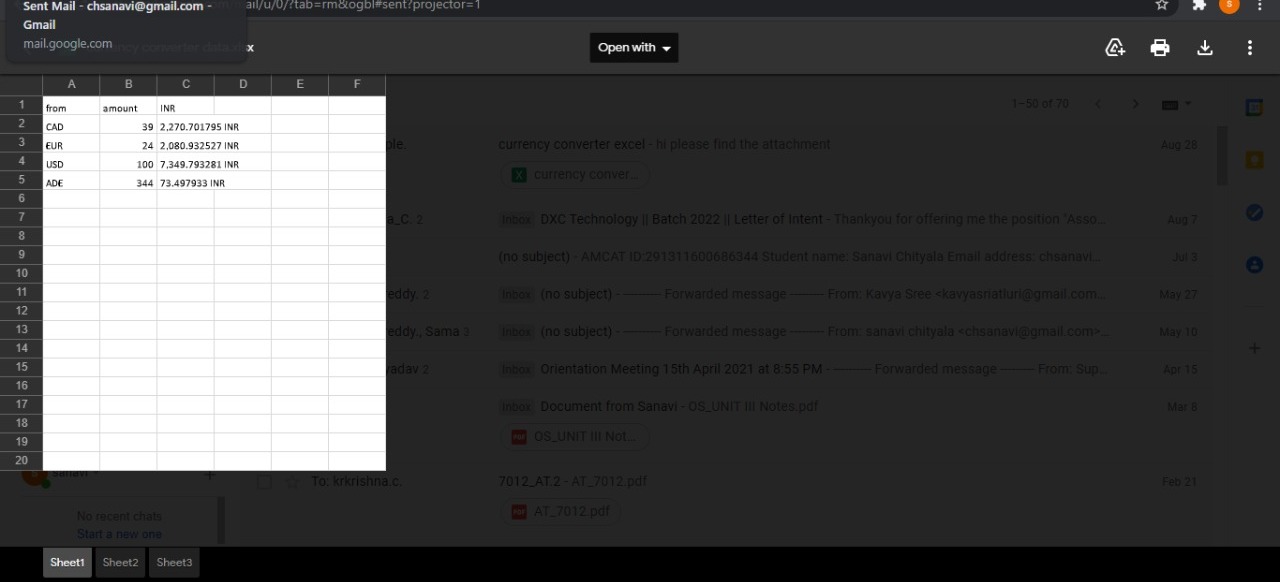 Sent Mail - chsanavi@gmail.com -
Gmail
mail.google.com
ail/u/0/?tab=rm&ogbl#sent?projector=1
S
currency converter data.xlsx
Open with
A B C D E F
1 from amount INR
2 CAD 39 2,270.701795 INR
3 EUR 24 2,080.932527 INR
4 USD 100 7,349.793281 INR
5 ADE 344 73.497933 INR
6
7
8
9
10
11
12
13
14
15
16
17
18
19
20
1–50 of 70
ple. currency converter excel - hi please find the attachment Aug 28
currency conver...
a_C. 2 Inbox DXC Technology || Batch 2022 || Letter of Intent - Thankyou for offering me the position "Asso... Aug 7
(no subject) - AMCAT ID:291311600686344 Student name: Sanavi Chityala Email address: chsanavi... Jul 3
eddy. 2 Inbox (no subject) - ---------- Forwarded message --------- From: Kavya Sree <kavyasriatluri@gmail.com... May 27
eddy., Sama 3 Inbox (no subject) - ---------- Forwarded message --------- From: sanavi chityala <chsanavi@gmail.com>... May 10
yadav 2 Inbox Orientation Meeting 15th April 2021 at 8:55 PM - ---------- Forwarded message --------- From: Sup... Apr 15
Inbox Document from Sanavi - OS_UNIT III Notes.pdf Mar 8
PDF OS_UNIT III Not...
To: krkrishna.c. 7012_AT.2 - AT_7012.pdf Feb 21
PDF AT_7012.pdf
No recent chats
Start a new one
Sheet1 Sheet2 Sheet3